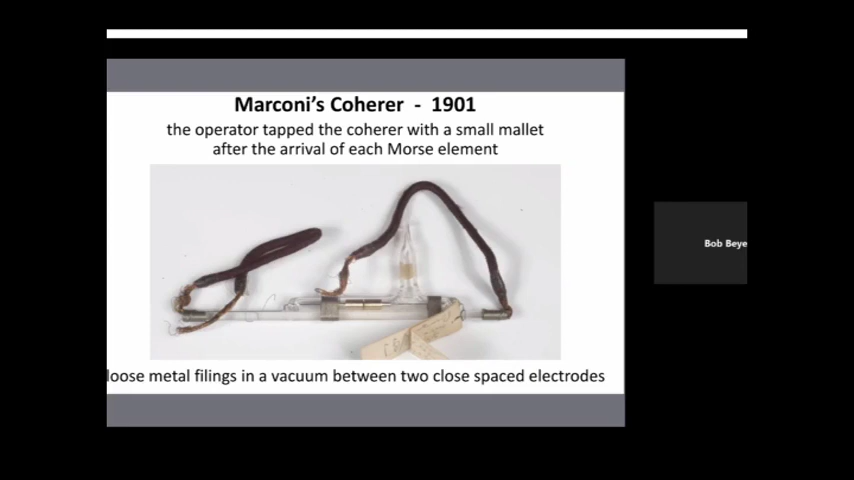 Marconi's Coherer - 1901
the operator tapped the coherer with a small mallet
after the arrival of each Morse element
loose metal filings in a vacuum between two close spaced electrodes
Bob Beye